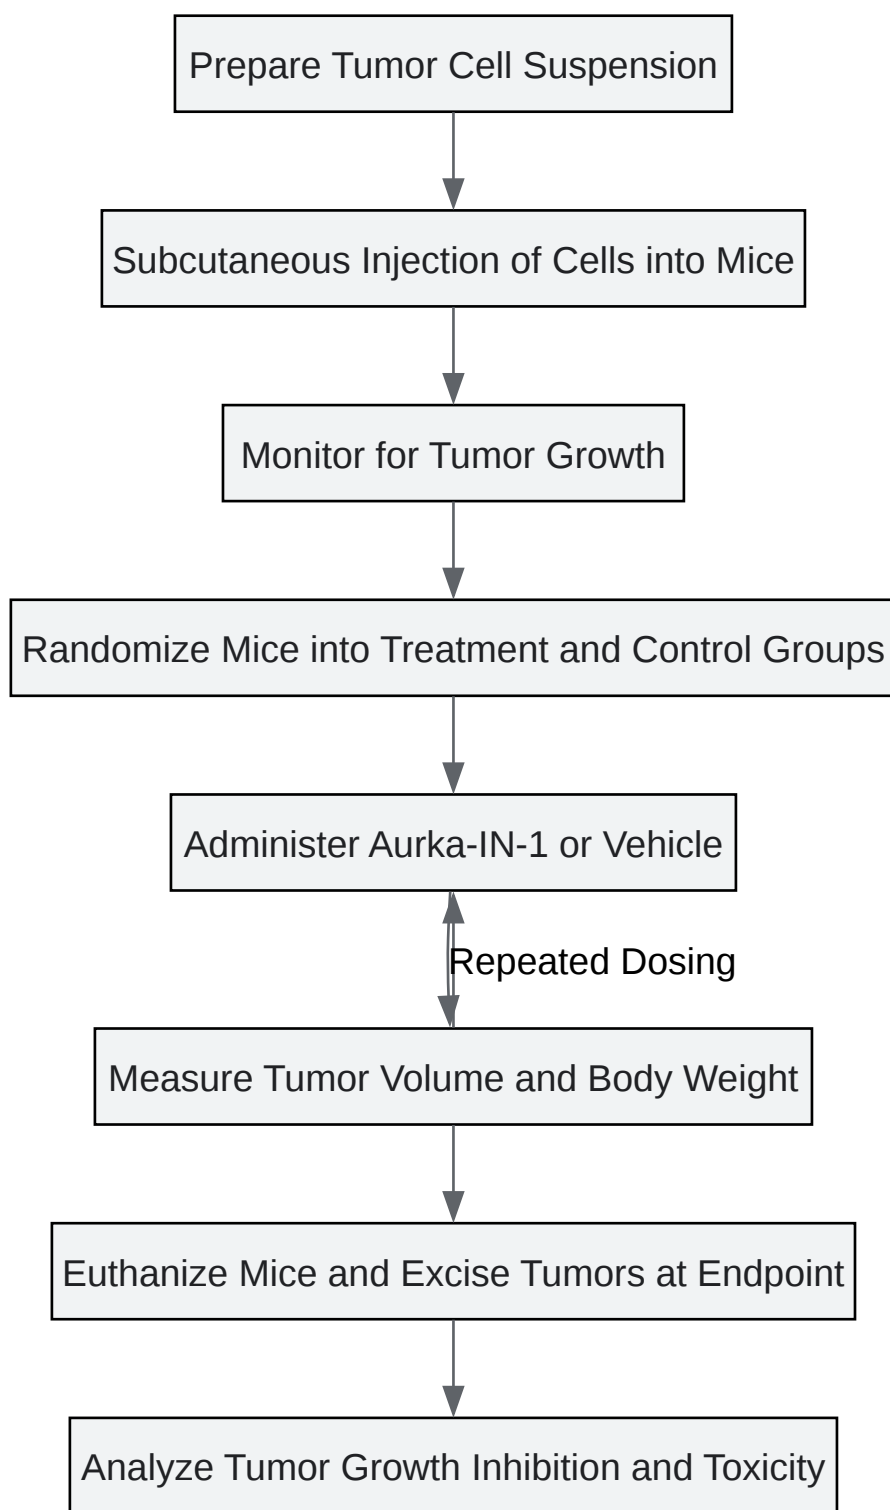 Prepare Tumor Cell Suspension
Subcutaneous Injection of Cells into Mice
Monitor for Tumor Growth
Randomize Mice into Treatment and Control Groups
Administer Aurka-IN-1 or Vehicle
Repeated Dosing
Measure Tumor Volume and Body Weight
Euthanize Mice and Excise Tumors at Endpoint
Analyze Tumor Growth Inhibition and Toxicity